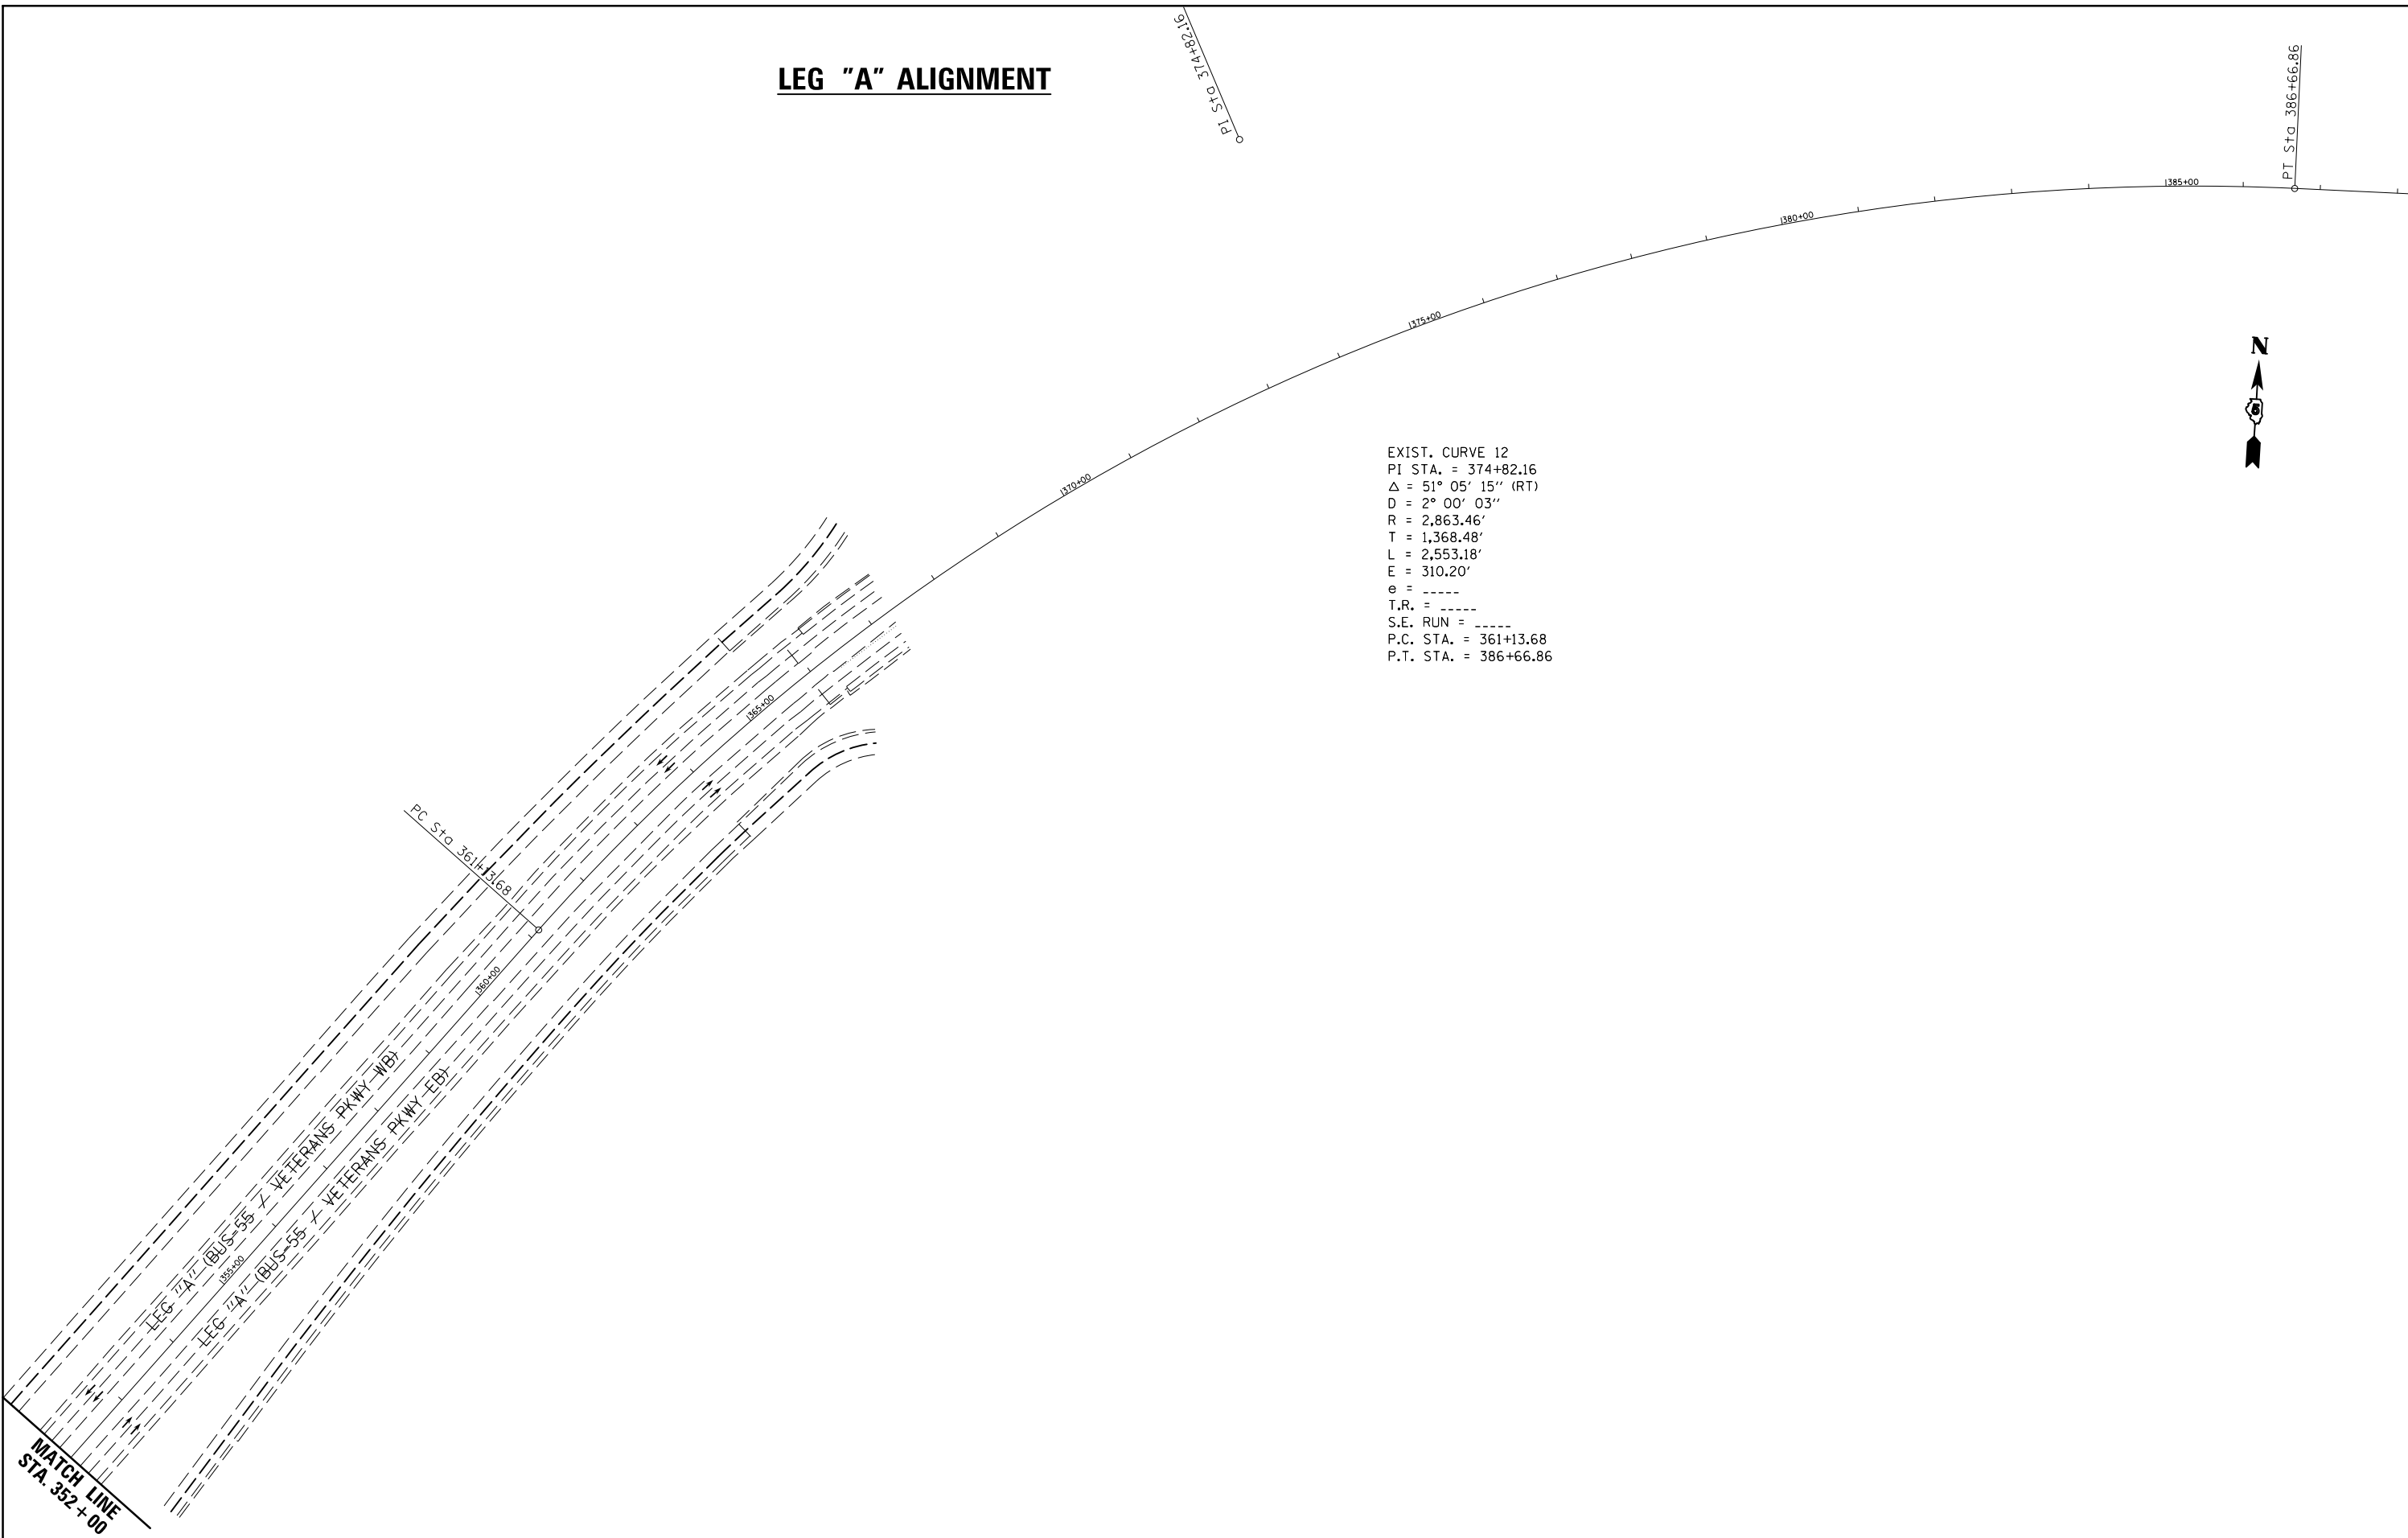 LEG "A" ALIGNMENT
PI Sta 374+82.16
PT Sta 386+66.86
385+00
380+00
375+00
370+00
N
5
EXIST. CURVE 12
PI STA. = 374+82.16
Δ = 51° 05' 15'' (RT)
D = 2° 00' 03''
R = 2,863.46'
T = 1,368.48'
L = 2,553.18'
E = 310.20'
e = -----
T.R. = -----
S.E. RUN = -----
P.C. STA. = 361+13.68
P.T. STA. = 386+66.86
365+00
PC Sta 361+13.68
360+00
LEG "A" (BUS-55 / VETERANS PKWY WB)
LEG "A" (BUS-55 / VETERANS PKWY EB)
355+00
MATCH LINE
STA. 352+00